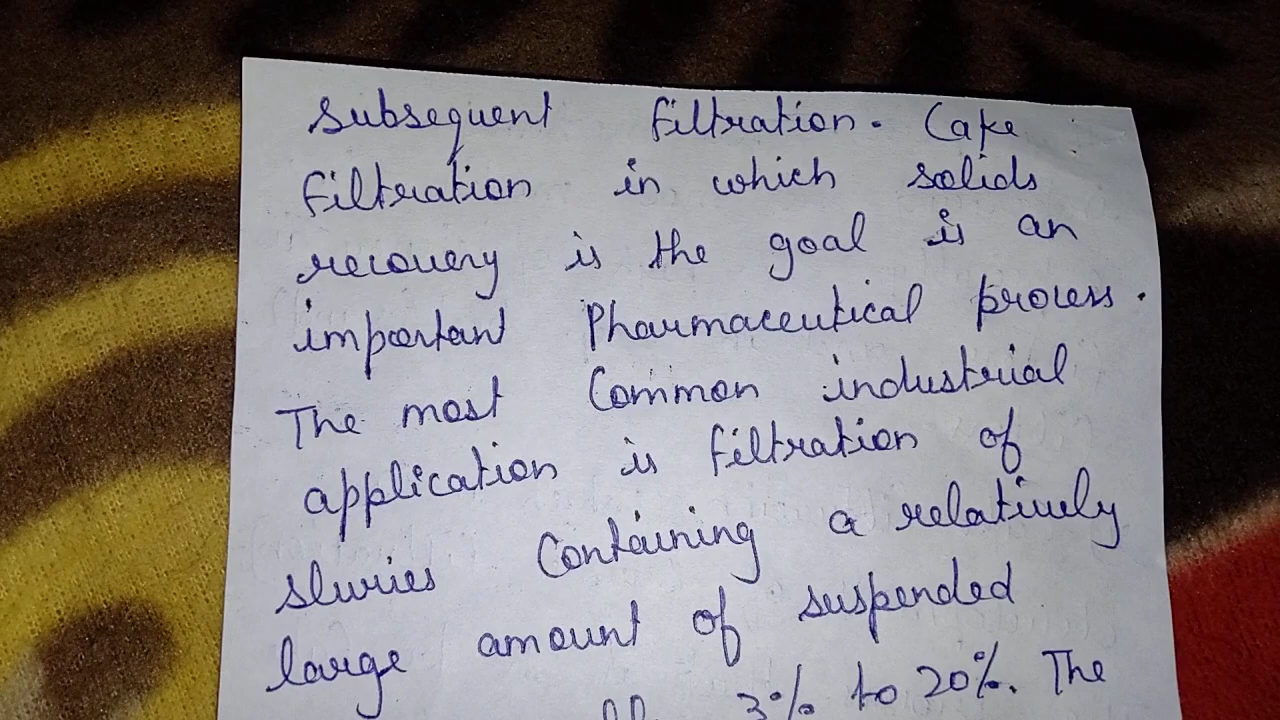 Subsequent filtration. Cake
filtration in which solids
recovery is the goal is an
important Pharmaceutical process.
The most Common industrial
application is filtration of
sluries Containing a relatively
large amount of suspended
3% to 20%. The